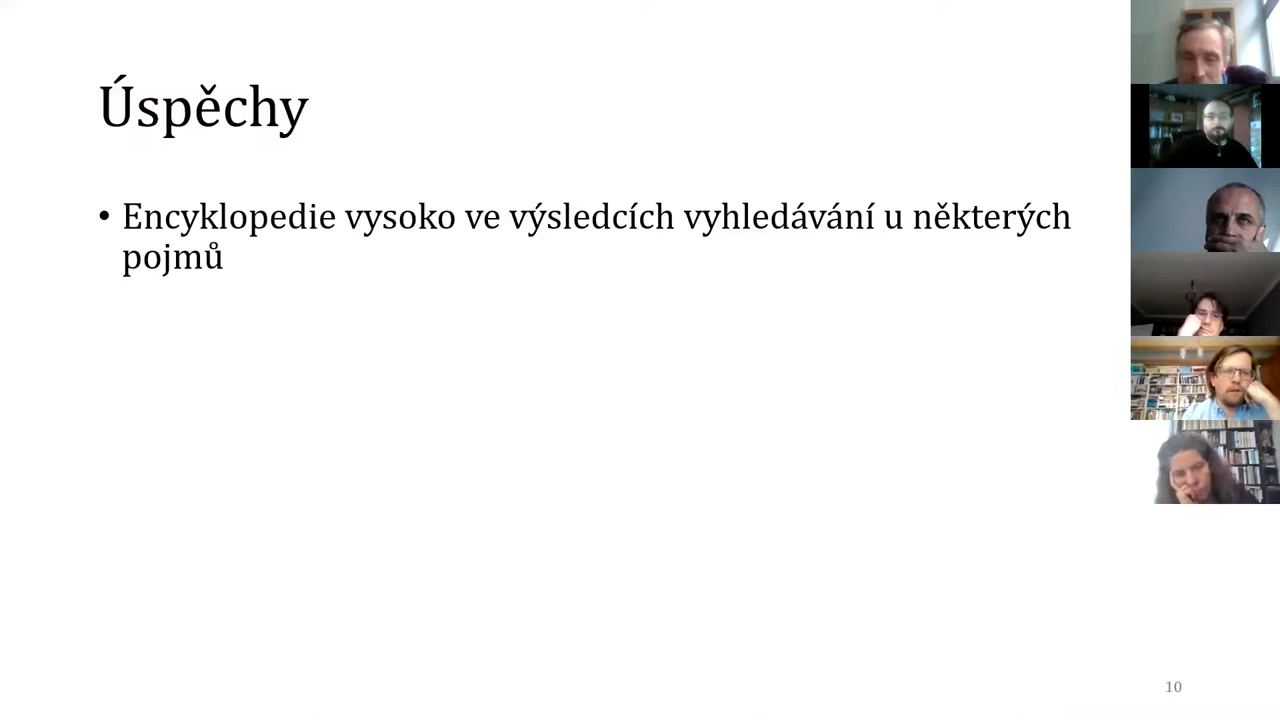 Úspěchy
• Encyklopedie vysoko ve výsledcích vyhledávání u některých
pojmů
10